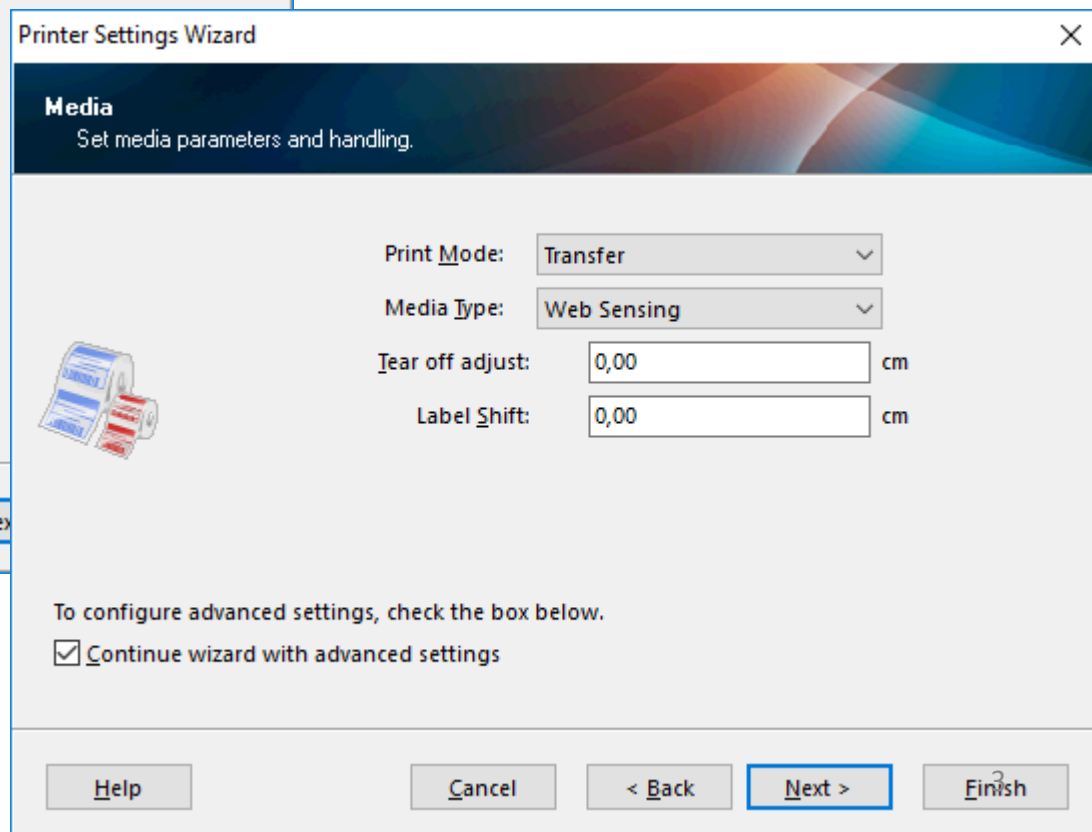 Printer Settings Wizard
Media
Set media parameters and handling.
Print Mode: Transfer
Media Type: Web Sensing
Tear off adjust: 0,00 cm
Label Shift: 0,00 cm
To configure advanced settings, check the box below.
Continue wizard with advanced settings
Help Cancel < Back Next > Finish
3